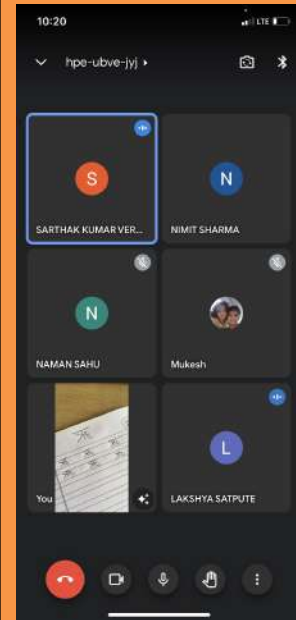 10:20
LTE
hpe-ubve-jyj
S
SARTHAK KUMAR VER...
N
NIMIT SHARMA
N
NAMAN SAHU
Mukesh
You
L
LAKSHYA SATPUTE